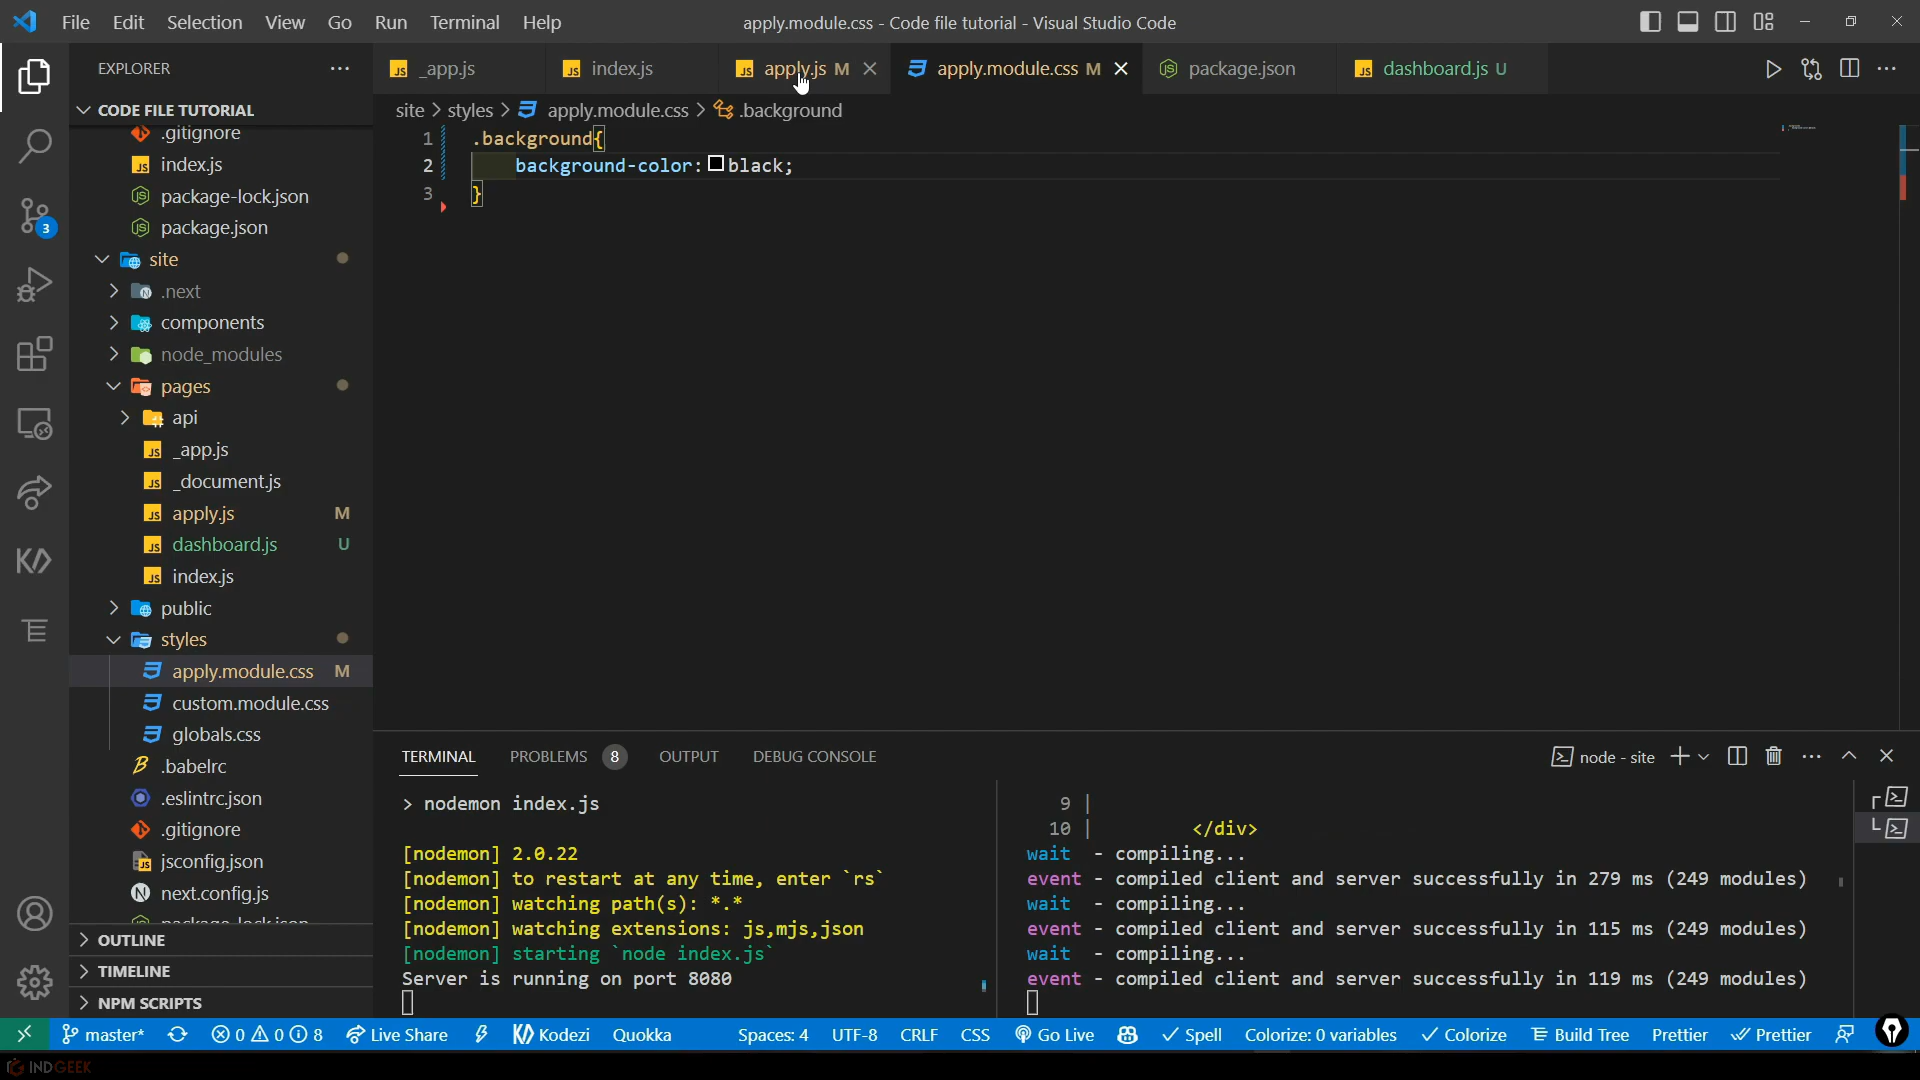 File Edit Selection View Go Run Terminal Help
apply.module.css - Code file tutorial - Visual Studio Code
EXPLORER
CODE FILE TUTORIAL
.gitignore
index.js
package-lock.json
package.json
site
.next
components
node_modules
pages
api
_app.js
_document.js
apply.js M
dashboard.js U
index.js
public
styles
apply.module.css M
custom.module.css
globals.css
.babelrc
.eslintrc.json
.gitignore
jsconfig.json
next.config.js
OUTLINE
TIMELINE
NPM SCRIPTS
3
_app.js index.js apply.js M apply.module.css M package.json dashboard.js U
site > styles > apply.module.css > .background
1 .background{
2 background-color: black;
3 }
TERMINAL PROBLEMS 8 OUTPUT DEBUG CONSOLE
node - site
> nodemon index.js
[nodemon] 2.0.22
[nodemon] to restart at any time, enter `rs`
[nodemon] watching path(s): *.*
[nodemon] watching extensions: js,mjs,json
[nodemon] starting `node index.js`
Server is running on port 8080
9 |
10 | </div>
wait - compiling...
event - compiled client and server successfully in 279 ms (249 modules)
wait - compiling...
event - compiled client and server successfully in 115 ms (249 modules)
wait - compiling...
event - compiled client and server successfully in 119 ms (249 modules)
master* 0 0 8 Live Share Kodezi Quokka Spaces: 4 UTF-8 CRLF CSS Go Live Spell Colorize: 0 variables Colorize Build Tree Prettier Prettier
INDGEEK